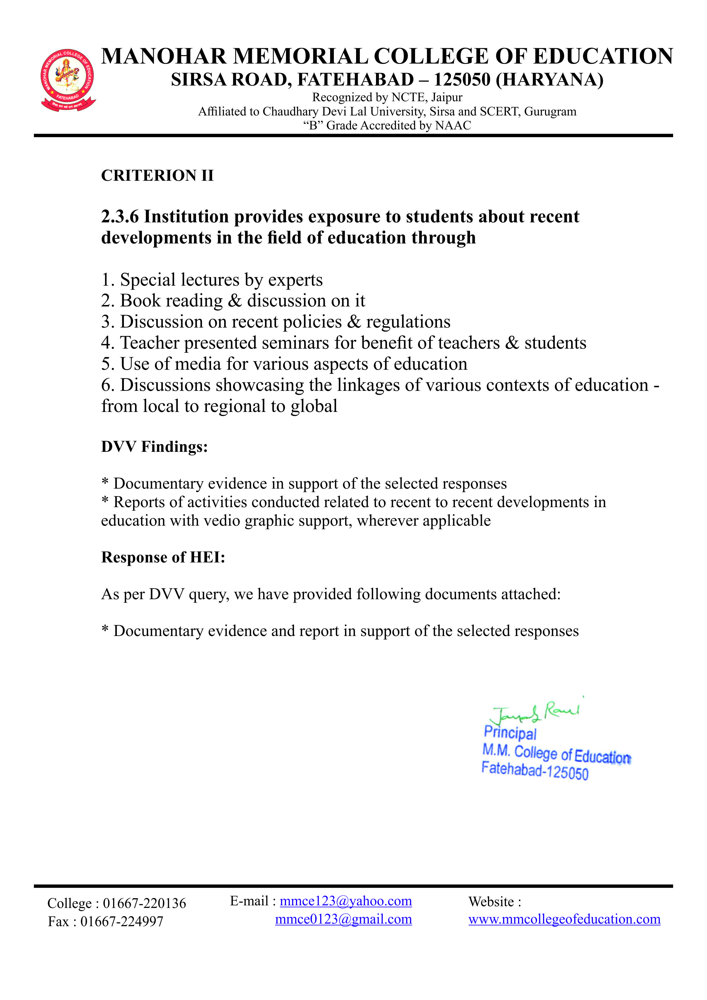 MANOHAR MEMORIAL COLLEGE OF EDUCATION
FATEHABAD
विद्या धनं सर्व धनं प्रधानम्
MANOHAR MEMORIAL COLLEGE OF EDUCATION
SIRSA ROAD, FATEHABAD – 125050 (HARYANA)
Recognized by NCTE, Jaipur
Affiliated to Chaudhary Devi Lal University, Sirsa and SCERT, Gurugram
“B” Grade Accredited by NAAC
CRITERION II
2.3.6 Institution provides exposure to students about recent
developments in the field of education through
1. Special lectures by experts
2. Book reading & discussion on it
3. Discussion on recent policies & regulations
4. Teacher presented seminars for benefit of teachers & students
5. Use of media for various aspects of education
6. Discussions showcasing the linkages of various contexts of education -
from local to regional to global
DVV Findings:
* Documentary evidence in support of the selected responses
* Reports of activities conducted related to recent to recent developments in
education with vedio graphic support, wherever applicable
Response of HEI:
As per DVV query, we have provided following documents attached:
* Documentary evidence and report in support of the selected responses
Rani
Principal
M.M. College of Education
Fatehabad-125050
College : 01667-220136
Fax : 01667-224997
E-mail : mmce123@yahoo.com
mmce0123@gmail.com
Website :
www.mmcollegeofeducation.com